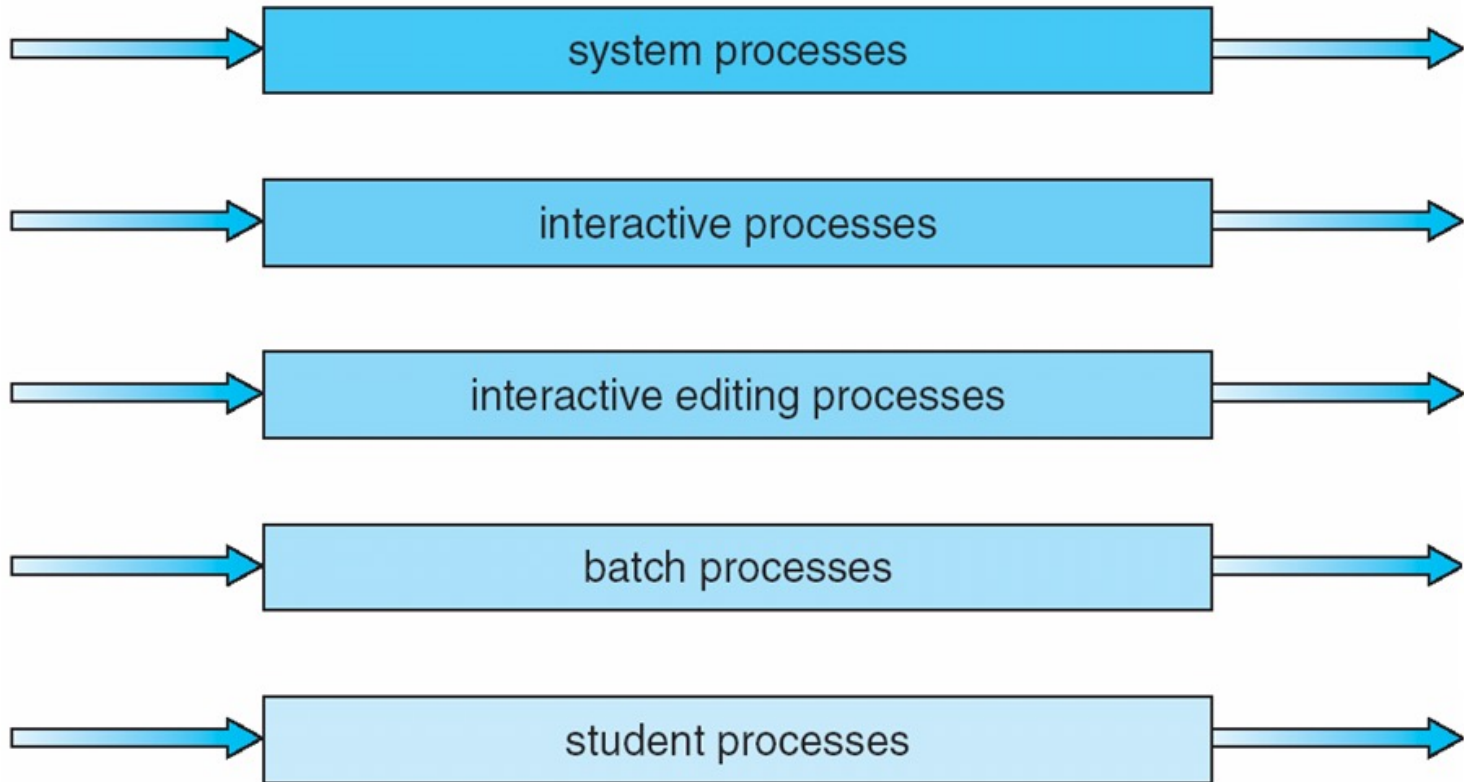 system processes
interactive processes
interactive editing processes
batch processes
student processes